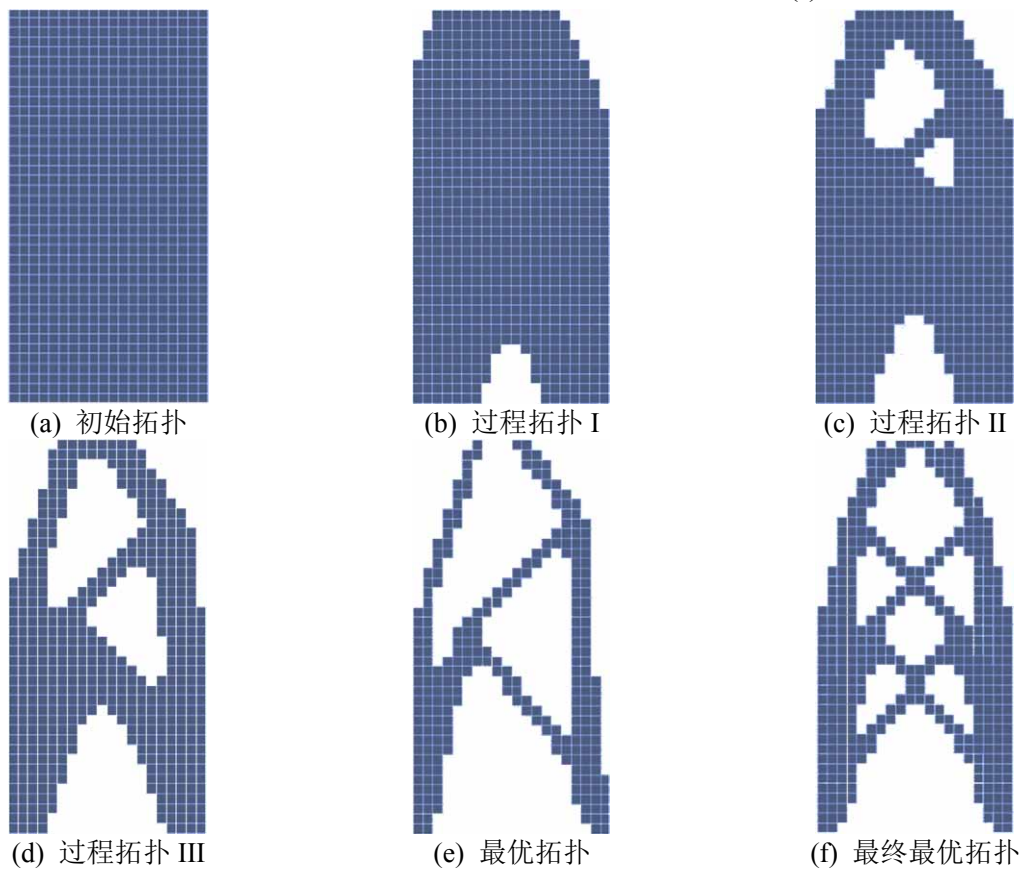 (a) 初始拓扑
(b) 过程拓扑 I
(c) 过程拓扑 II
(d) 过程拓扑 III
(e) 最优拓扑
(f) 最终最优拓扑